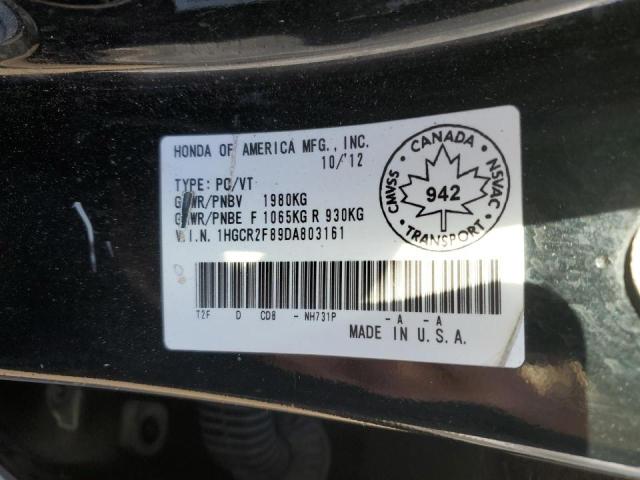 HONDA OF AMERICA MFG., INC.
10/'12
TYPE: PC/VT
GVWR/PNBV 1980KG
GAWR/PNBE F 1065KG R 930KG
V.I.N. 1HGCR2F89DA803161
T2F D CD8 - NH731P - A - A
MADE IN U.S.A.
CANADA
CMVSS
942
NSVAC
TRANSPORT